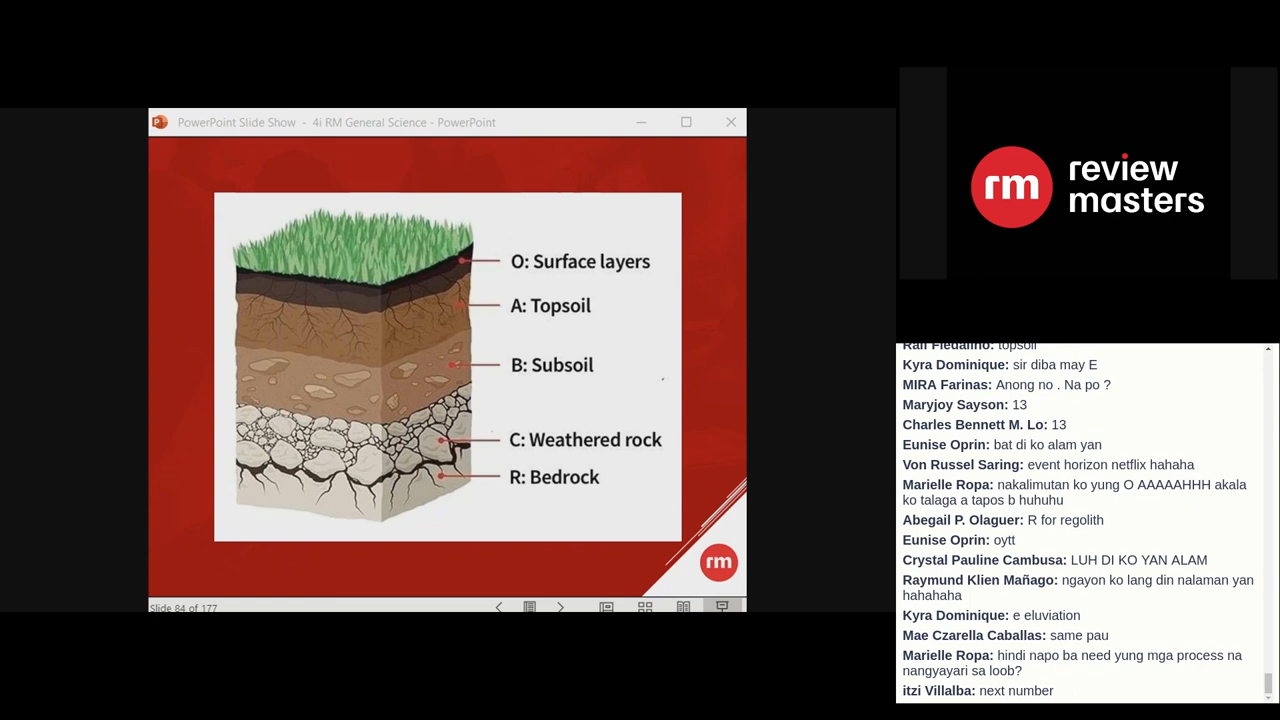 PowerPoint Slide Show - 4i RM General Science - PowerPoint
O: Surface layers
A: Topsoil
B: Subsoil
C: Weathered rock
R: Bedrock
rm
Slide 84 of 177
rm review
masters
Ralf Fiedalino: topsoil
Kyra Dominique: sir diba may E
MIRA Farinas: Anong no . Na po ?
Maryjoy Sayson: 13
Charles Bennett M. Lo: 13
Eunise Oprin: bat di ko alam yan
Von Russel Saring: event horizon netflix hahaha
Marielle Ropa: nakalimutan ko yung O AAAAAHHH akala
ko talaga a tapos b huhuhu
Abegail P. Olaguer: R for regolith
Eunise Oprin: oytt
Crystal Pauline Cambusa: LUH DI KO YAN ALAM
Raymund Klien Mañago: ngayon ko lang din nalaman yan
hahahaha
Kyra Dominique: e eluviation
Mae Czarella Caballas: same pau
Marielle Ropa: hindi napo ba need yung mga process na
nangyayari sa loob?
itzi Villalba: next number